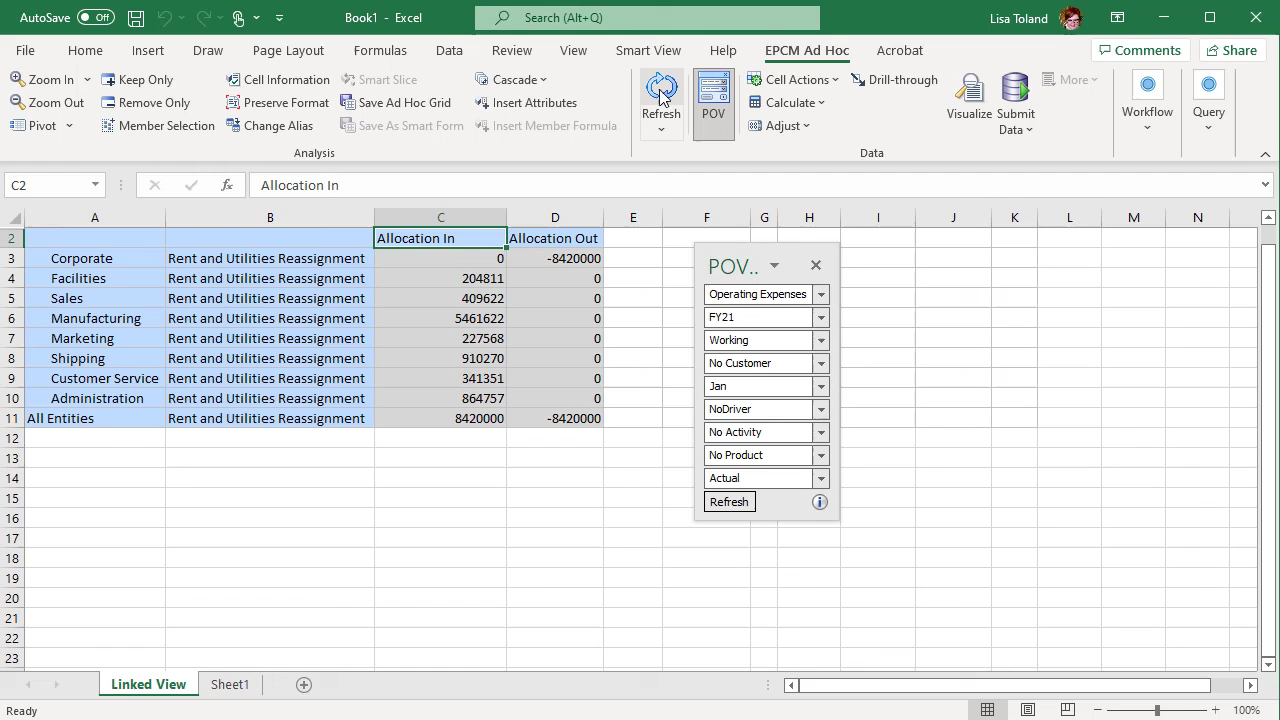 AutoSave Off Book1 - Excel Search (Alt+Q) Lisa Toland
File Home Insert Draw Page Layout Formulas Data Review View Smart View Help EPCM Ad Hoc Acrobat Comments Share
Zoom In Keep Only Cell Information Smart Slice Cascade Cell Actions Drill-through More
Zoom Out Remove Only Preserve Format Save Ad Hoc Grid Insert Attributes Calculate
Pivot Member Selection Change Alias Save As Smart Form Insert Member Formula Adjust
Refresh POV Visualize Submit Data Workflow Query
Analysis Data
C2 fx Allocation In
A B C D E F G H I J K L M N
2 Allocation In Allocation Out
3 Corporate Rent and Utilities Reassignment 0 -8420000
4 Facilities Rent and Utilities Reassignment 204811 0
5 Sales Rent and Utilities Reassignment 409622 0
6 Manufacturing Rent and Utilities Reassignment 5461622 0
7 Marketing Rent and Utilities Reassignment 227568 0
8 Shipping Rent and Utilities Reassignment 910270 0
9 Customer Service Rent and Utilities Reassignment 341351 0
10 Administration Rent and Utilities Reassignment 864757 0
11 All Entities Rent and Utilities Reassignment 8420000 -8420000
12
13
14
15
16
17
18
19
20
21
22
23
POV..
Operating Expenses
FY21
Working
No Customer
Jan
NoDriver
No Activity
No Product
Actual
Refresh
Linked View Sheet1
Ready 100%